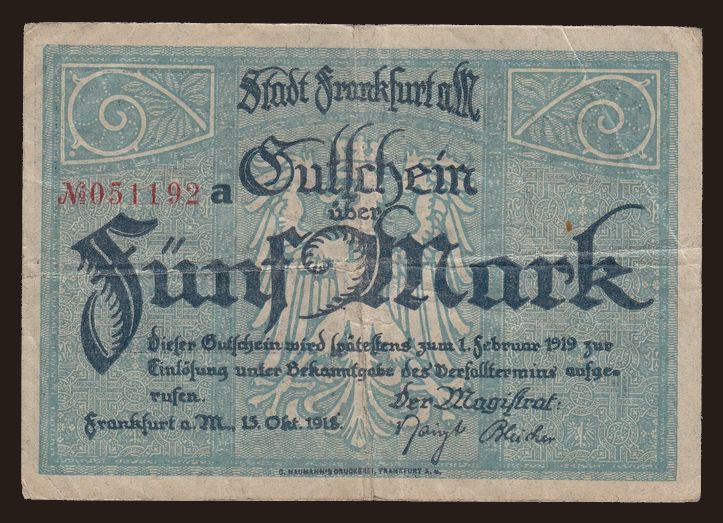 Stadt Frankfurt a/M
Gutschein
№051192 a
über
Fünf Mark
Dieser Gutschein wird spätestens zum 1. Februar 1919 zur
Einlösung unter Bekanntgabe des Verfalltermins aufge-
rufen.
Der Magistrat:
Frankfurt a. M., 15. Okt. 1918.
C. NAUMANN'S DRUCKEREI, FRANKFURT A. M.